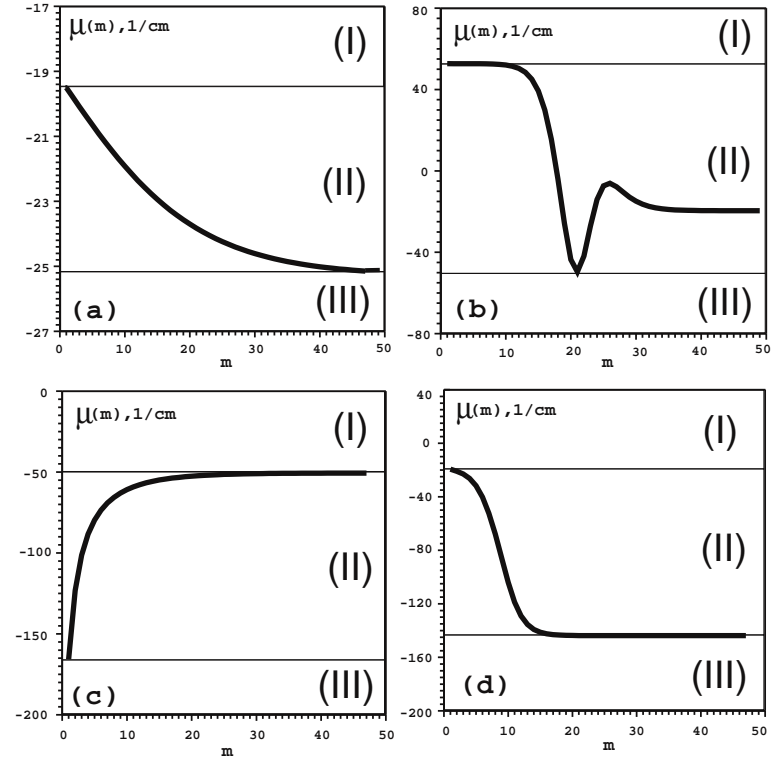 -17
μ(m),1/cm
(I)
-19
-21
(II)
-23
-25
(a)
(III)
-27
0 10 20 30 40 50
m
80
μ(m),1/cm
(I)
40
0
(II)
-40
(b)
(III)
-80
0 10 20 30 40 50
m
0
μ(m),1/cm
(I)
-50
-100
(II)
-150
(c)
(III)
-200
0 10 20 30 40 50
m
40
μ(m),1/cm
(I)
0
-40
-80
(II)
-120
-160
(d)
(III)
-200
0 10 20 30 40 50
m